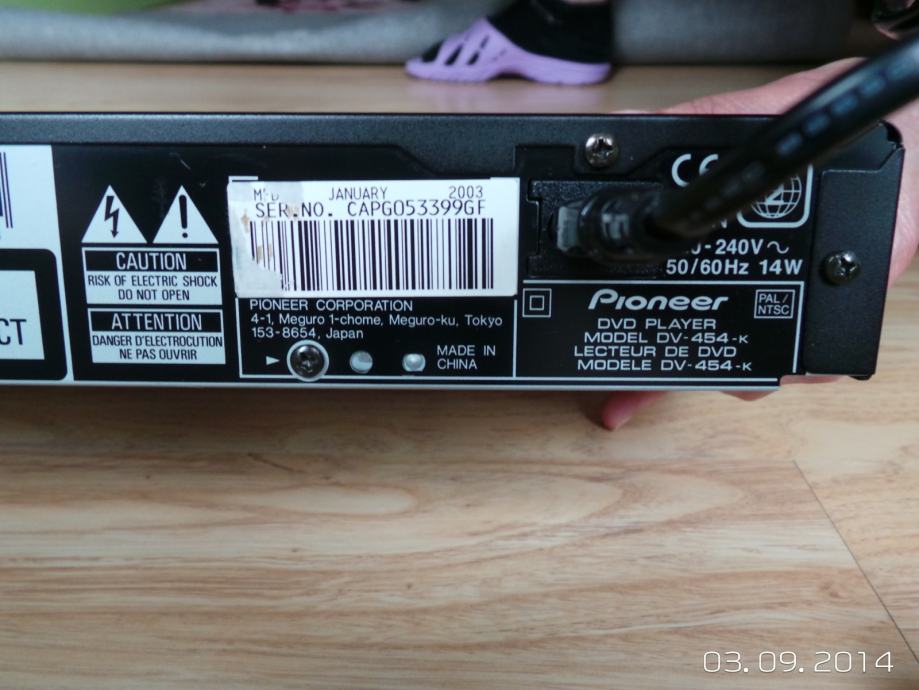 CT
CAUTION
RISK OF ELECTRIC SHOCK
DO NOT OPEN
ATTENTION
DANGER D'ELECTROCUTION
NE PAS OUVRIR
JANUARY 2003
SER.NO. CAPG053399GF
PIONEER CORPORATION
4-1, Meguro 1-chome, Meguro-ku, Tokyo
153-8654, Japan
MADE IN
CHINA
CE
2
-240V~
50/60Hz 14W
Pioneer
PAL/
NTSC
DVD PLAYER
MODEL DV-454-K
LECTEUR DE DVD
MODELE DV-454-K
03.09.2014